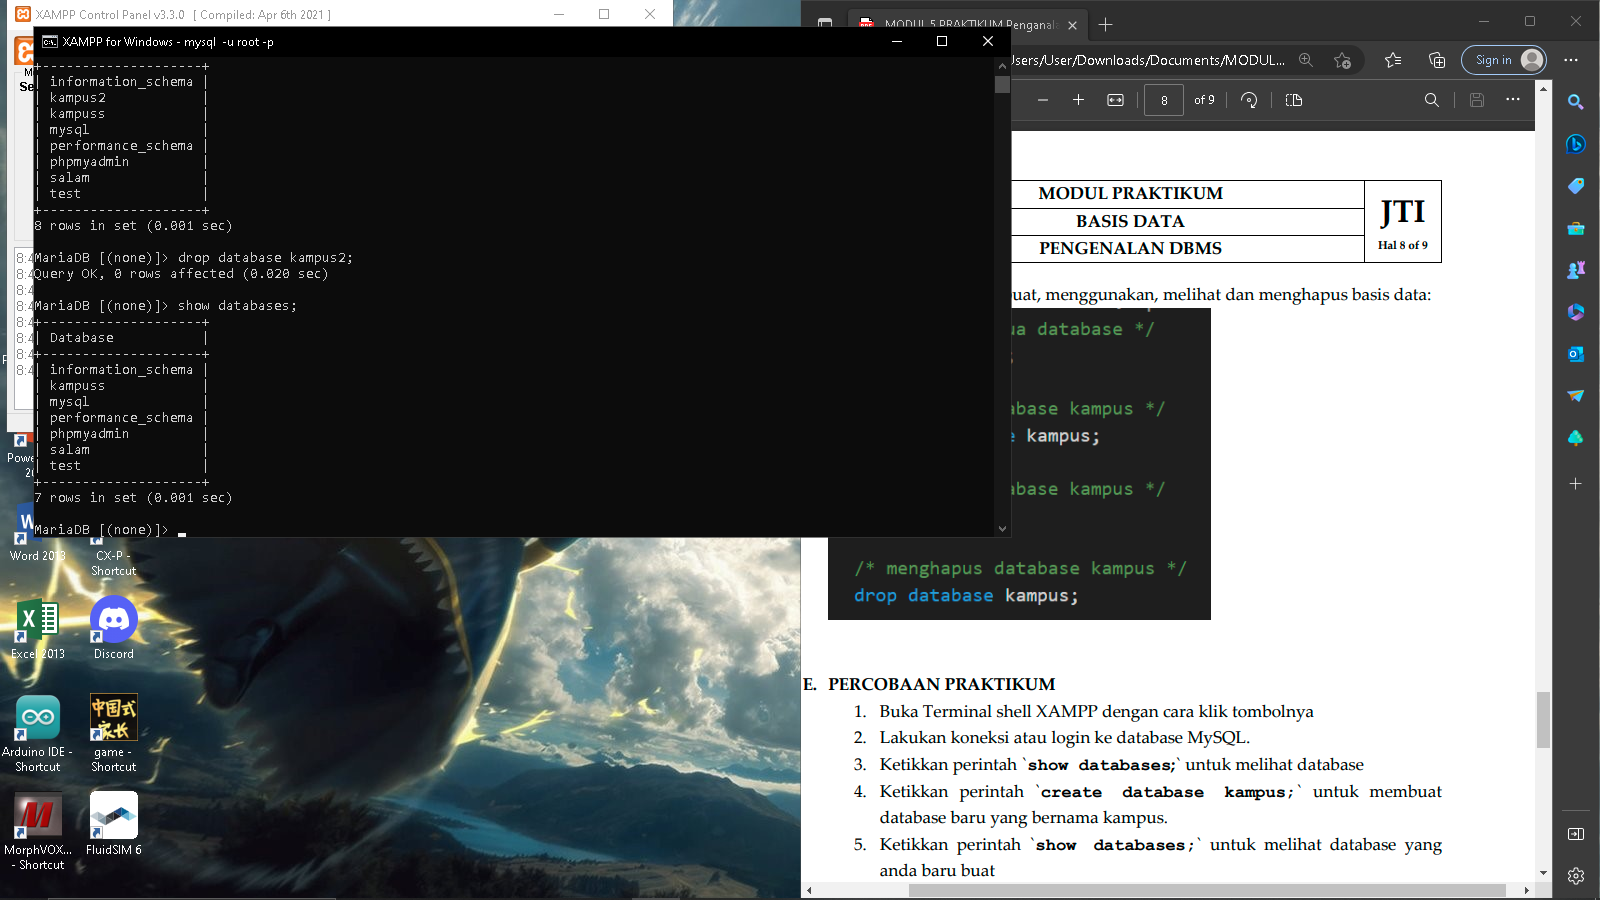 XAMPP Control Panel v3.3.0 [ Compiled: Apr 6th 2021 ]
XAMPP for Windows - mysql -u root -p
+--------------------+
| information_schema |
| kampus2 |
| kampuss |
| mysql |
| performance_schema |
| phpmyadmin |
| salam |
| test |
+--------------------+
8 rows in set (0.001 sec)
MariaDB [(none)]> drop database kampus2;
Query OK, 0 rows affected (0.020 sec)
MariaDB [(none)]> show databases;
+--------------------+
| Database |
+--------------------+
| information_schema |
| kampuss |
| mysql |
| performance_schema |
| phpmyadmin |
| salam |
| test |
+--------------------+
7 rows in set (0.001 sec)
MariaDB [(none)]>
Word 2013
CX-P -
Shortcut
Excel 2013
Discord
Arduino IDE -
Shortcut
中国式
家长
game -
Shortcut
MorphVOX...
- Shortcut
FluidSIM 6
MODUL 5 PRAKTIKUM Pengenal
Jsers/User/Downloads/Documents/MODUL...
Sign in
8 of 9
MODUL PRAKTIKUM
BASIS DATA
PENGENALAN DBMS
JTI
Hal 8 of 9
uat, menggunakan, melihat dan menghapus basis data:
ua database */
abase kampus */
kampus;
abase kampus */
/* menghapus database kampus */
drop database kampus;
E. PERCOBAAN PRAKTIKUM
1. Buka Terminal shell XAMPP dengan cara klik tombolnya
2. Lakukan koneksi atau login ke database MySQL.
3. Ketikkan perintah `show databases;` untuk melihat database
4. Ketikkan perintah `create database kampus;` untuk membuat
database baru yang bernama kampus.
5. Ketikkan perintah `show databases;` untuk melihat database yang
anda baru buat